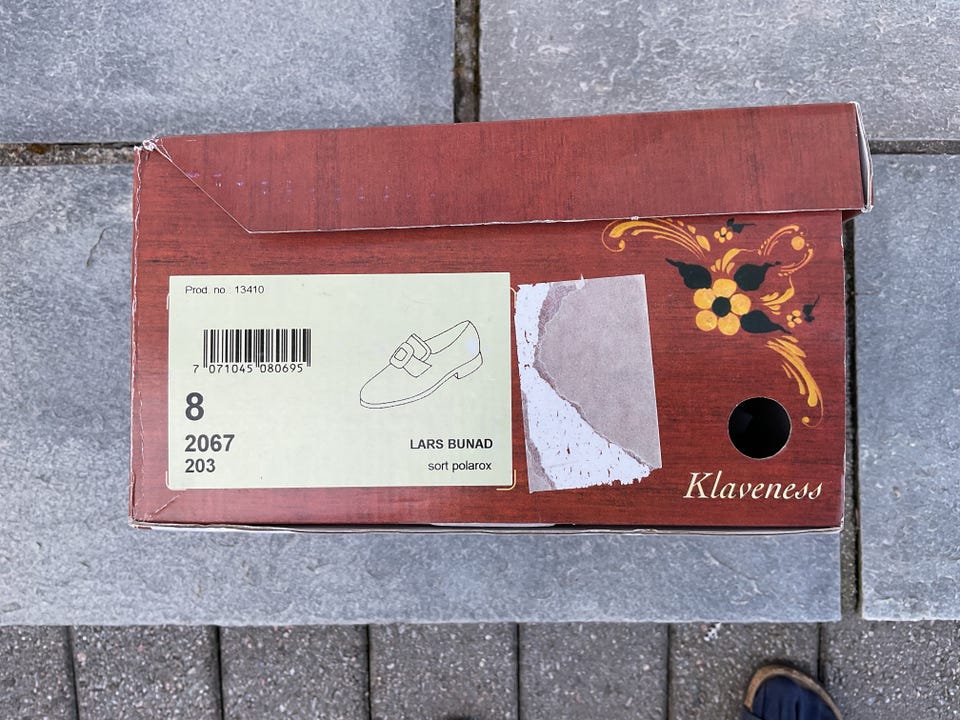 Prod. no : 13410
7 071045 080695
8
2067
203
LARS BUNAD
sort polarox
Klaveness